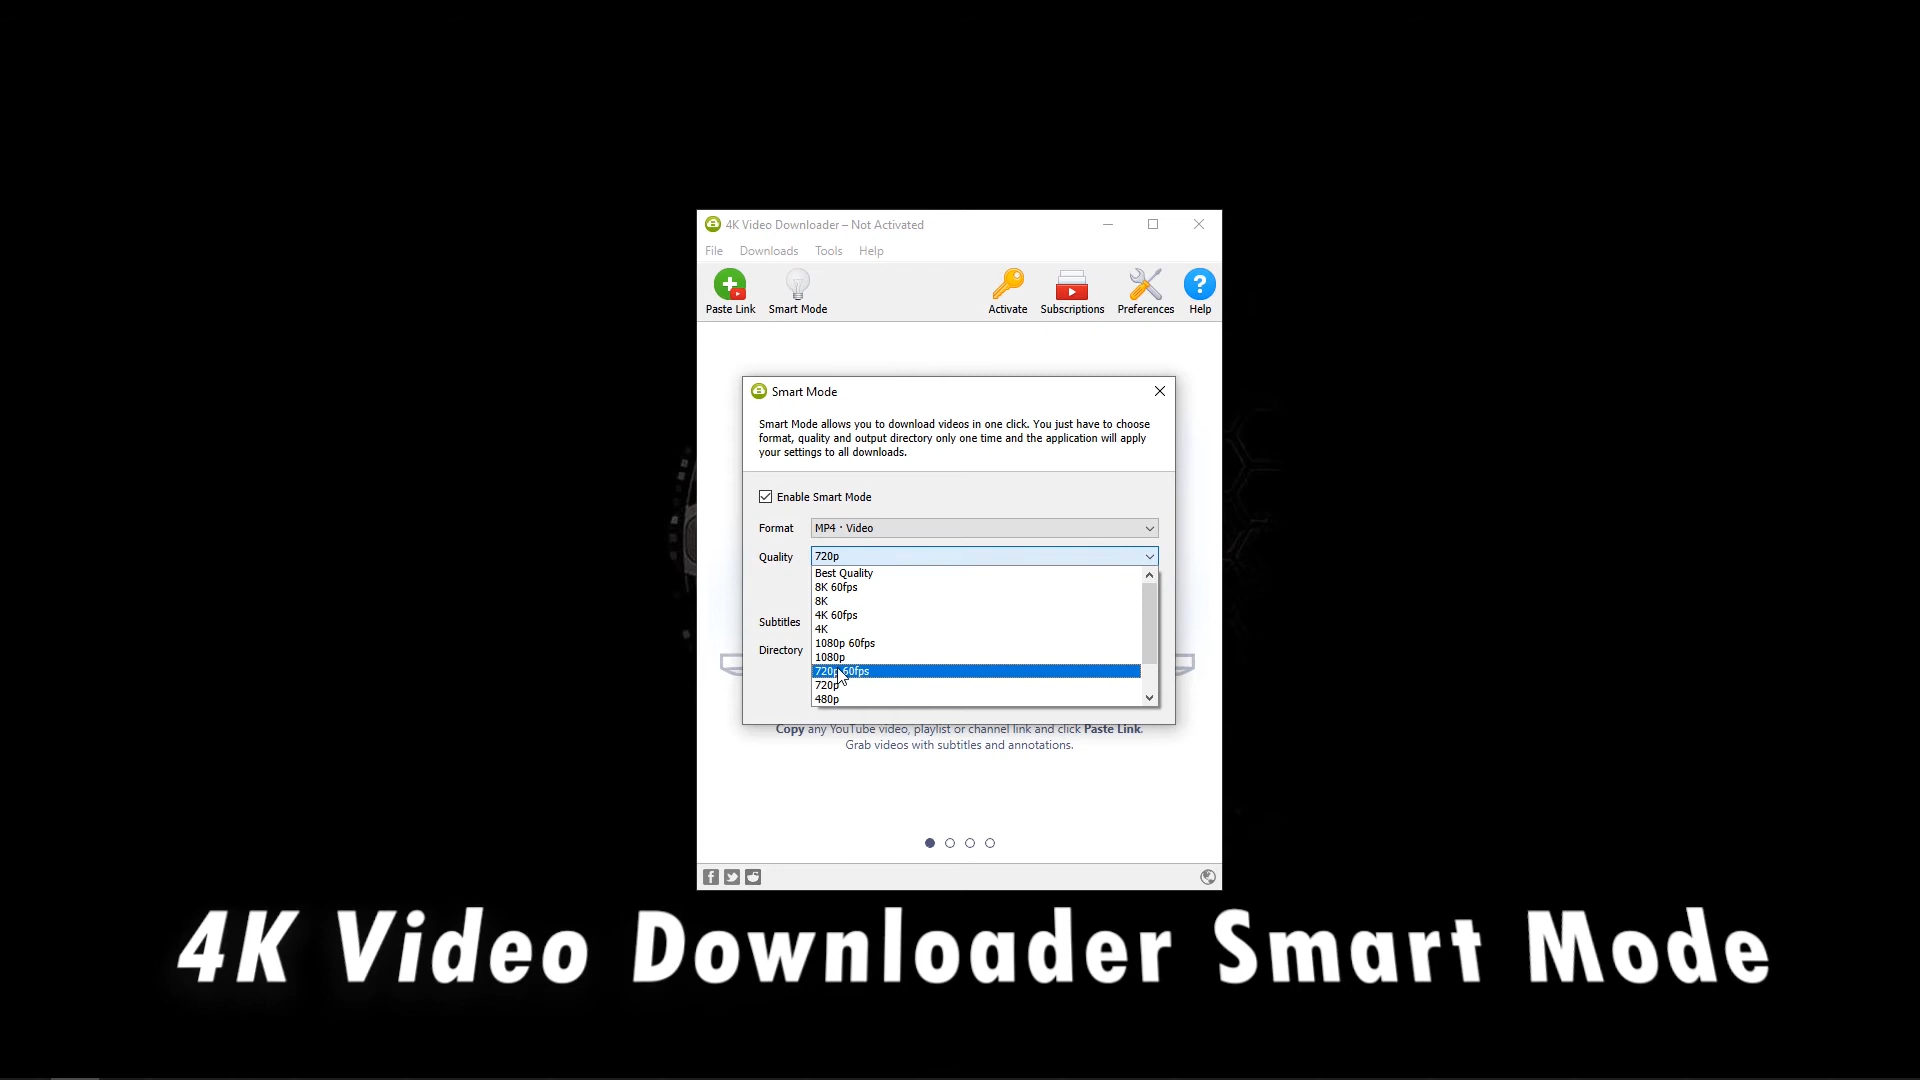 4K Video Downloader – Not Activated
File Downloads Tools Help
Paste Link Smart Mode Activate Subscriptions Preferences Help
Smart Mode
Smart Mode allows you to download videos in one click. You just have to choose
format, quality and output directory only one time and the application will apply
your settings to all downloads.
Enable Smart Mode
Format MP4 · Video
Quality 720p
Best Quality
8K 60fps
8K
4K 60fps
4K
1080p 60fps
1080p
720p 60fps
720p
480p
Subtitles
Directory
Copy any YouTube video, playlist or channel link and click Paste Link.
Grab videos with subtitles and annotations.
4K Video Downloader Smart Mode